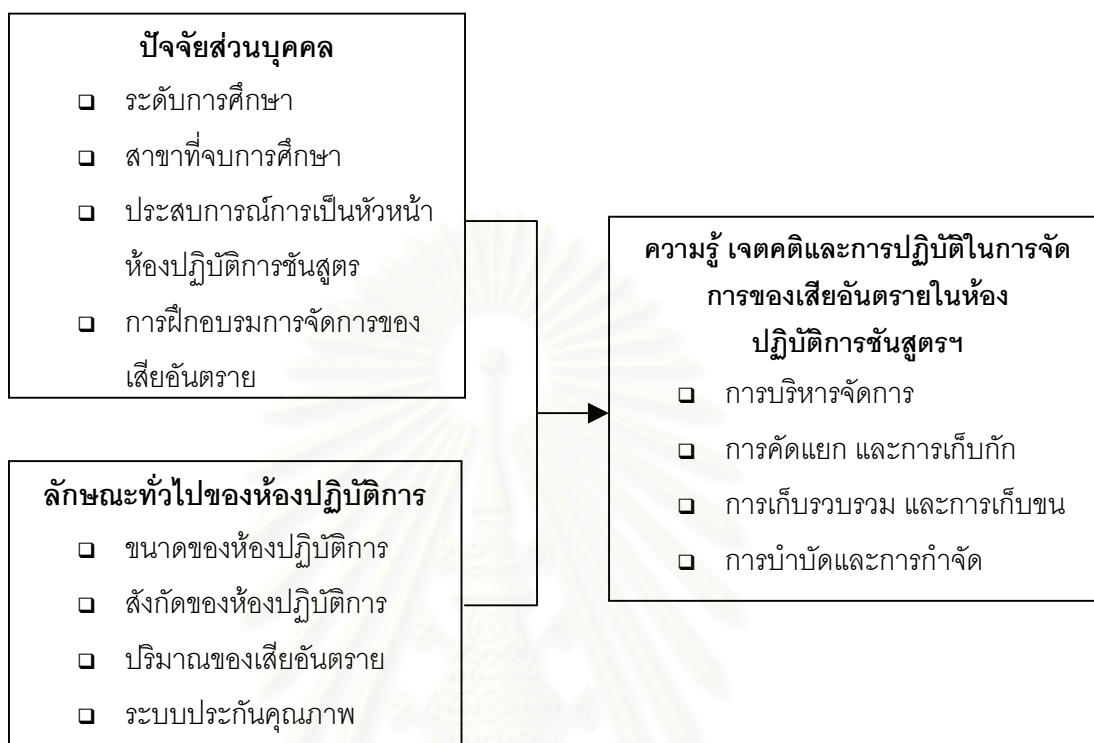 ปัจจัยส่วนบุคคล
❑ ระดับการศึกษา
❑ สาขาที่จบการศึกษา
❑ ประสบการณ์การเป็นหัวหน้า
ห้องปฏิบัติการชันสูตร
❑ การฝึกอบรมการจัดการของ
เสียอันตราย
ลักษณะทั่วไปของห้องปฏิบัติการ
❑ ขนาดของห้องปฏิบัติการ
❑ สังกัดของห้องปฏิบัติการ
❑ ปริมาณของเสียอันตราย
❑ ระบบประกันคุณภาพ
ความรู้ เจตคติและการปฏิบัติในการจัด
การของเสียอันตรายในห้อง
ปฏิบัติการชันสูตรฯ
❑ การบริหารจัดการ
❑ การคัดแยก และการเก็บกัก
❑ การเก็บรวบรวม และการเก็บขน
❑ การบำบัดและการกำจัด